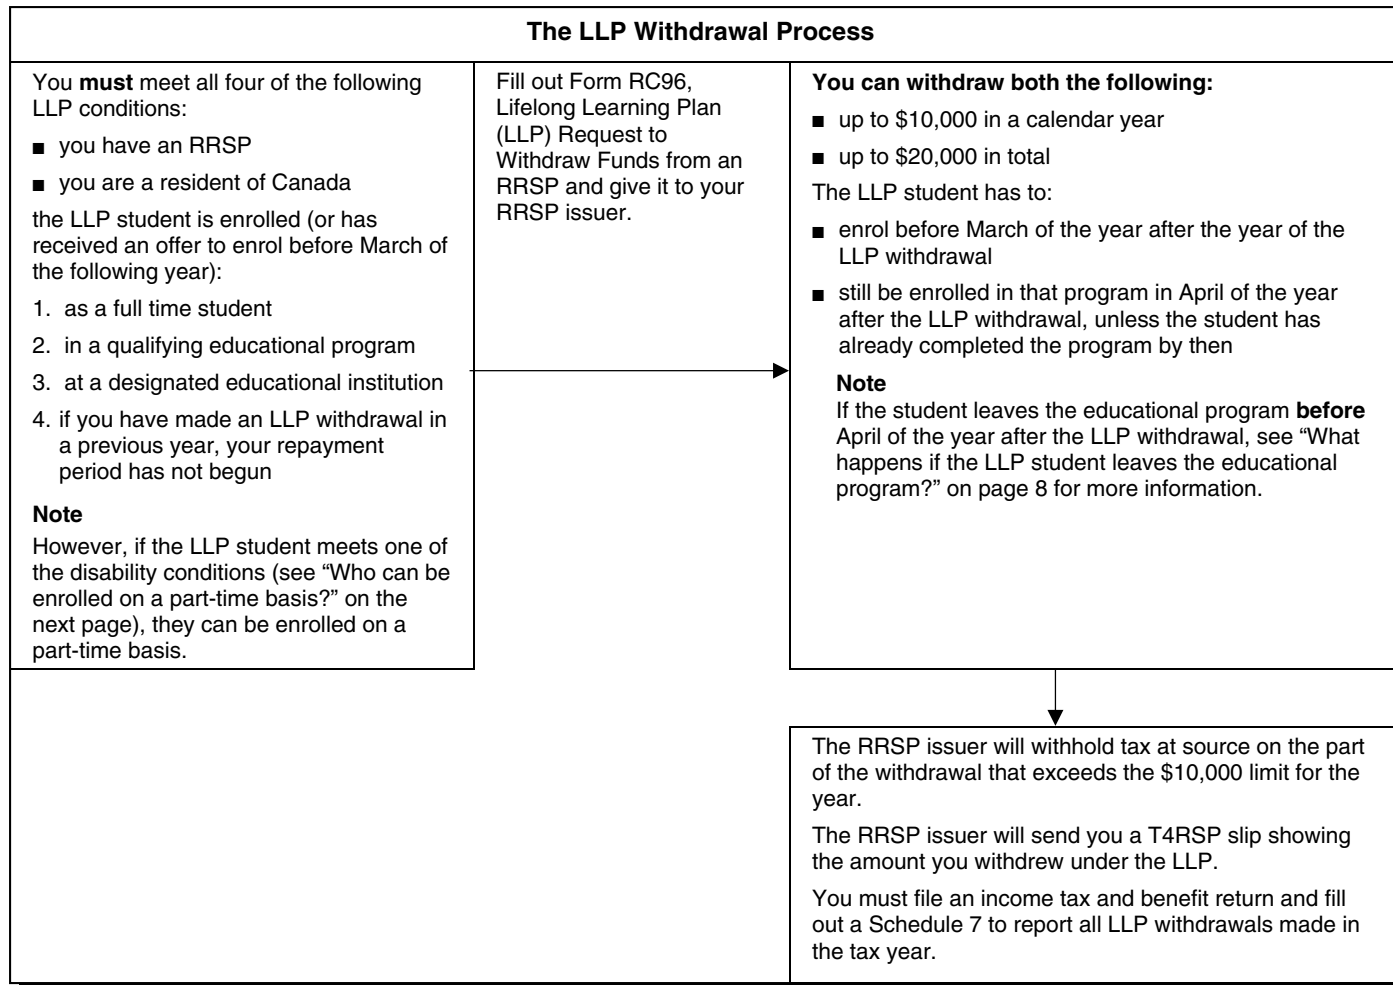 The LLP Withdrawal Process
You must meet all four of the following
LLP conditions:
■ you have an RRSP
■ you are a resident of Canada
the LLP student is enrolled (or has
received an offer to enrol before March of
the following year):
1. as a full time student
2. in a qualifying educational program
3. at a designated educational institution
4. if you have made an LLP withdrawal in
a previous year, your repayment
period has not begun
Note
However, if the LLP student meets one of
the disability conditions (see “Who can be
enrolled on a part-time basis?” on the
next page), they can be enrolled on a
part-time basis.
Fill out Form RC96,
Lifelong Learning Plan
(LLP) Request to
Withdraw Funds from an
RRSP and give it to your
RRSP issuer.
You can withdraw both the following:
■ up to $10,000 in a calendar year
■ up to $20,000 in total
The LLP student has to:
■ enrol before March of the year after the year of the
LLP withdrawal
■ still be enrolled in that program in April of the year
after the LLP withdrawal, unless the student has
already completed the program by then
Note
If the student leaves the educational program before
April of the year after the LLP withdrawal, see “What
happens if the LLP student leaves the educational
program?” on page 8 for more information.
The RRSP issuer will withhold tax at source on the part
of the withdrawal that exceeds the $10,000 limit for the
year.
The RRSP issuer will send you a T4RSP slip showing
the amount you withdrew under the LLP.
You must file an income tax and benefit return and fill
out a Schedule 7 to report all LLP withdrawals made in
the tax year.